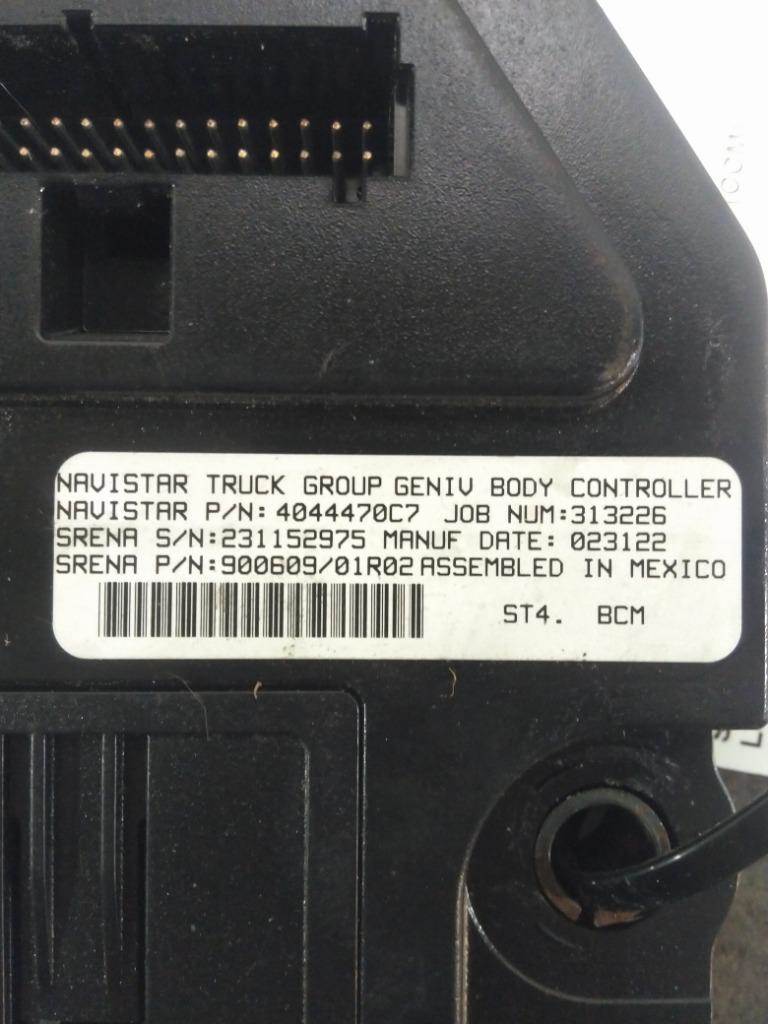 NAVISTAR TRUCK GROUP GENIV BODY CONTROLLER
NAVISTAR P/N: 4044470C7 JOB NUM:313226
SRENA S/N:231152975 MANUF DATE: 023122
SRENA P/N:900609/01R02 ASSEMBLED IN MEXICO
ST4. BCM